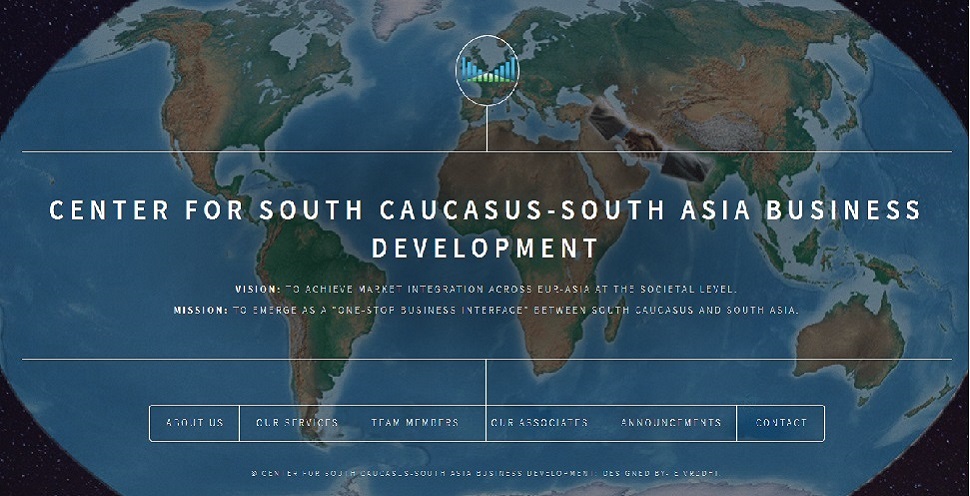 CENTER FOR SOUTH CAUCASUS-SOUTH ASIA BUSINESS
DEVELOPMENT
VISION: TO ACHIEVE MARKET INTEGRATION ACROSS EUR-ASIA AT THE SOCIETAL LEVEL.
MISSION: TO EMERGE AS A "ONE-STOP BUSINESS INTERFACE" BETWEEN SOUTH CAUCASUS AND SOUTH ASIA.
ABOUT US OUR SERVICES TEAM MEMBERS OUR ASSOCIATES ANNOUNCEMENTS CONTACT
© CENTER FOR SOUTH CAUCASUS-SOUTH ASIA BUSINESS DEVELOPMENT; DESIGNED BY-